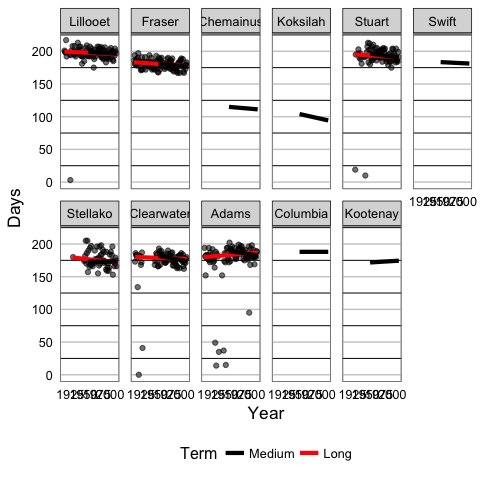 Lillooet Fraser Chemainus Koksilah Stuart Swift
200
150
100
50
0
Stellako Clearwater Adams Columbia Kootenay
200
150
100
50
0
Days
Year
Term Medium Long